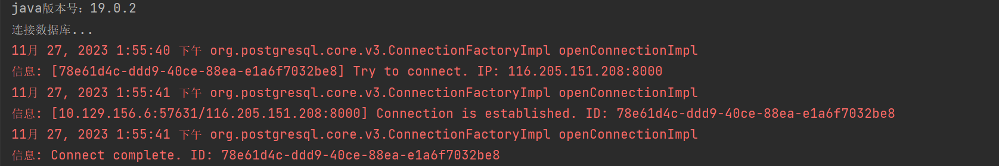 java版本号：19.0.2
连接数据库...
11月 27, 2023 1:55:40 下午 org.postgresql.core.v3.ConnectionFactoryImpl openConnectionImpl
信息: [78e61d4c-ddd9-40ce-88ea-e1a6f7032be8] Try to connect. IP: 116.205.151.208:8000
11月 27, 2023 1:55:41 下午 org.postgresql.core.v3.ConnectionFactoryImpl openConnectionImpl
信息: [10.129.156.6:57631/116.205.151.208:8000] Connection is established. ID: 78e61d4c-ddd9-40ce-88ea-e1a6f7032be8
11月 27, 2023 1:55:41 下午 org.postgresql.core.v3.ConnectionFactoryImpl openConnectionImpl
信息: Connect complete. ID: 78e61d4c-ddd9-40ce-88ea-e1a6f7032be8